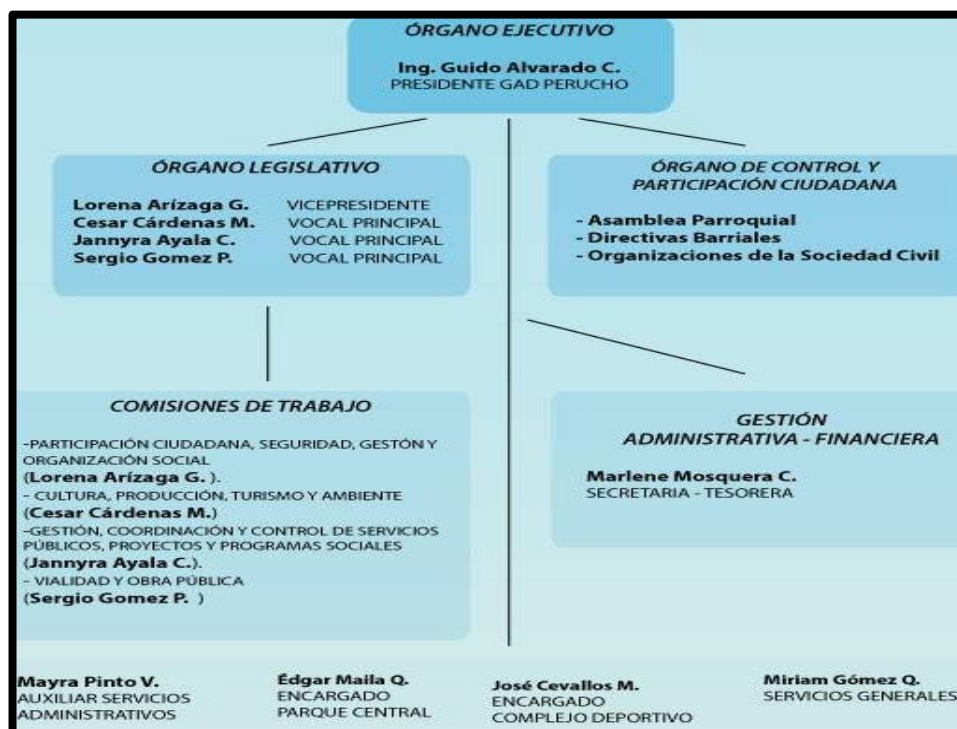 ÓRGANO EJECUTIVO
Ing. Guido Alvarado C.
PRESIDENTE GAD PERUCHO
ÓRGANO LEGISLATIVO
Lorena Arízaga G. VICEPRESIDENTE
Cesar Cárdenas M. VOCAL PRINCIPAL
Jannyra Ayala C. VOCAL PRINCIPAL
Sergio Gomez P. VOCAL PRINCIPAL
ÓRGANO DE CONTROL Y
PARTICIPACIÓN CIUDADANA
- Asamblea Parroquial
- Directivas Barriales
- Organizaciones de la Sociedad Civil
COMISIONES DE TRABAJO
-PARTICIPACIÓN CIUDADANA, SEGURIDAD, GESTÓN Y
ORGANIZACIÓN SOCIAL
(Lorena Arízaga G. ).
- CULTURA, PRODUCCIÓN, TURISMO Y AMBIENTE
(Cesar Cárdenas M.)
-GESTIÓN, COORDINACIÓN Y CONTROL DE SERVICIOS
PÚBLICOS, PROYECTOS Y PROGRAMAS SOCIALES
(Jannyra Ayala C.).
- VIALIDAD Y OBRA PÚBLICA
(Sergio Gomez P. )
GESTIÓN
ADMINISTRATIVA - FINANCIERA
Marlene Mosquera C.
SECRETARIA - TESORERA
Mayra Pinto V.
AUXILIAR SERVICIOS
ADMINISTRATIVOS
Édgar Maila Q.
ENCARGADO
PARQUE CENTRAL
José Cevallos M.
ENCARGADO
COMPLEJO DEPORTIVO
Miriam Gómez Q.
SERVICIOS GENERALES